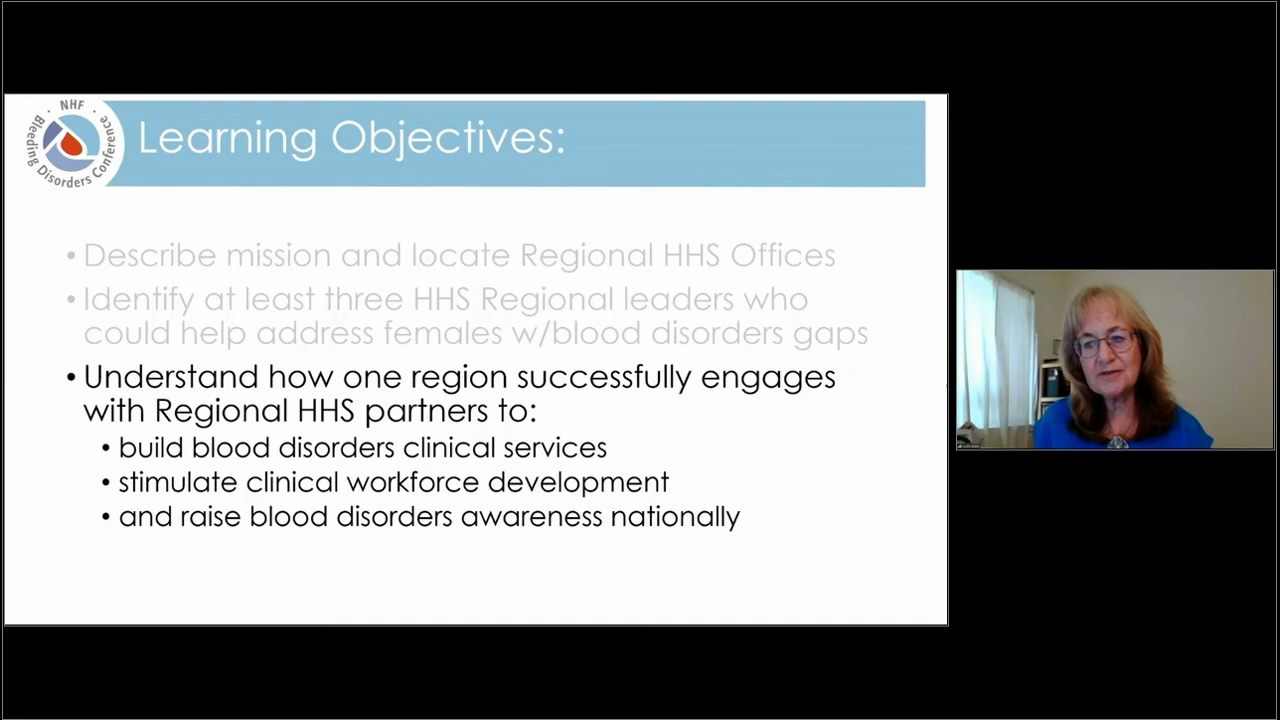 NHF
Bleeding Disorders Conference
Learning Objectives:
• Describe mission and locate Regional HHS Offices
• Identify at least three HHS Regional leaders who
could help address females w/blood disorders gaps
• Understand how one region successfully engages
with Regional HHS partners to:
• build blood disorders clinical services
• stimulate clinical workforce development
• and raise blood disorders awareness nationally